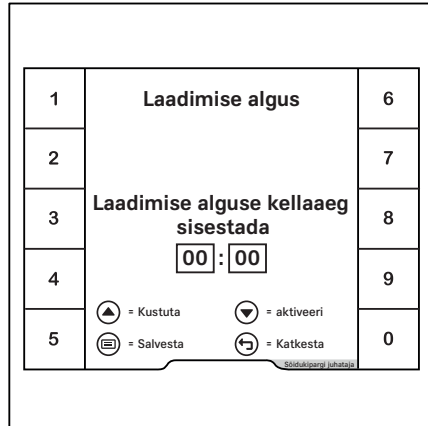 Laadimise algus
1
2
3
4
5
6
7
8
9
0
Laadimise alguse kellaaeg
sisestada
00 : 00
= Kustuta
= aktiveeri
= Salvesta
= Katkesta
Sõidukipargi juhataja